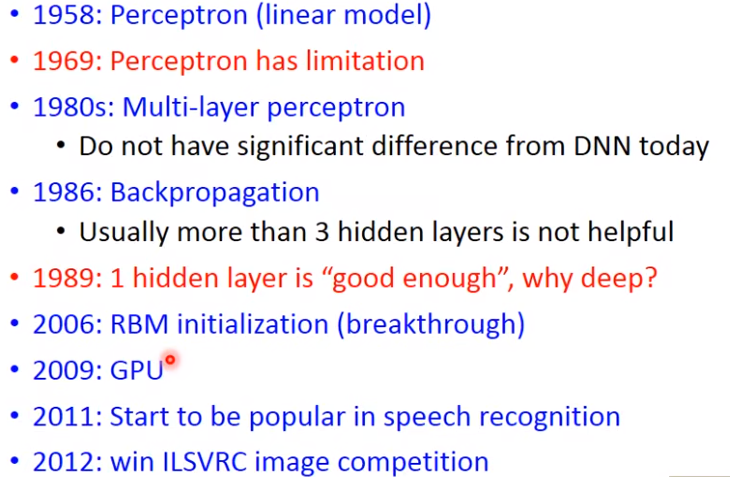 • 1958: Perceptron (linear model)
• 1969: Perceptron has limitation
• 1980s: Multi-layer perceptron
• Do not have significant difference from DNN today
• 1986: Backpropagation
• Usually more than 3 hidden layers is not helpful
• 1989: 1 hidden layer is “good enough”, why deep?
• 2006: RBM initialization (breakthrough)
• 2009: GPU
• 2011: Start to be popular in speech recognition
• 2012: win ILSVRC image competition